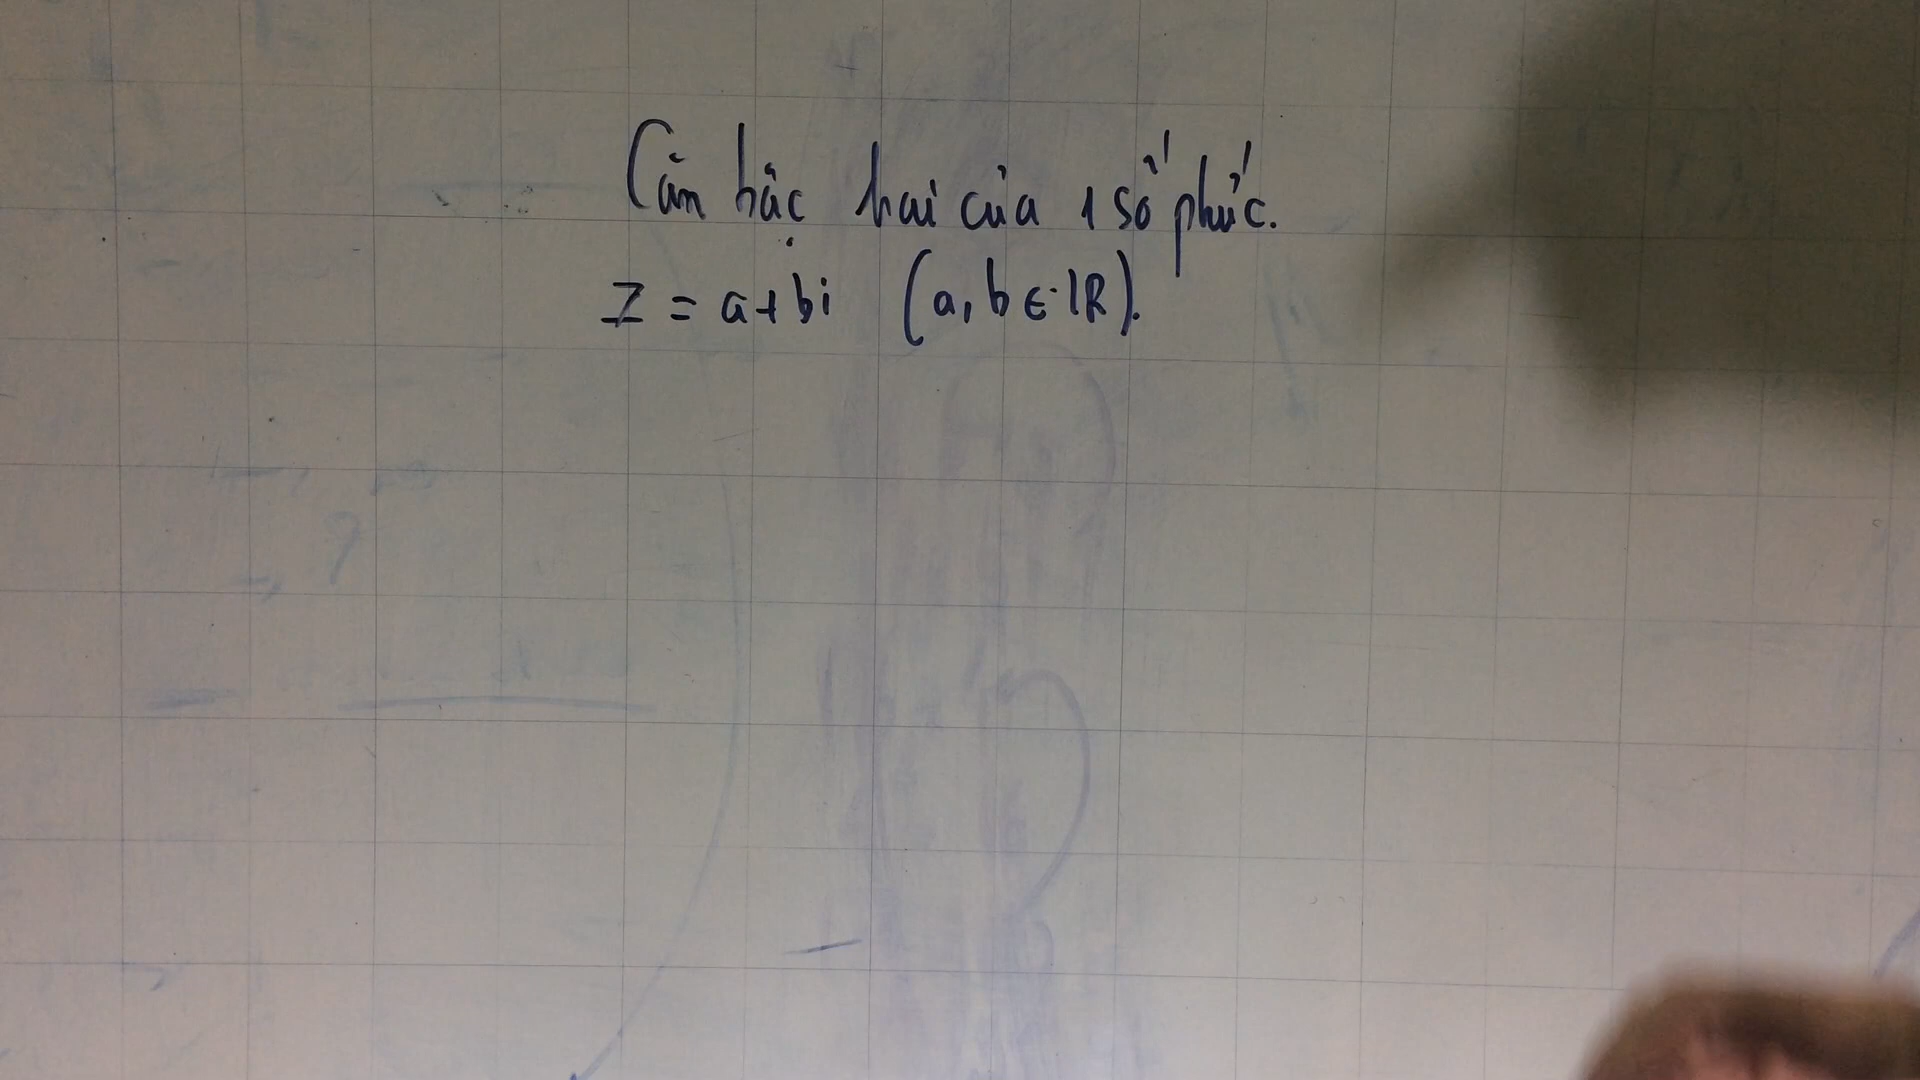 Căn bậc hai của 1 số phức.
Z = a+bi (a, b ∈ ℝ).